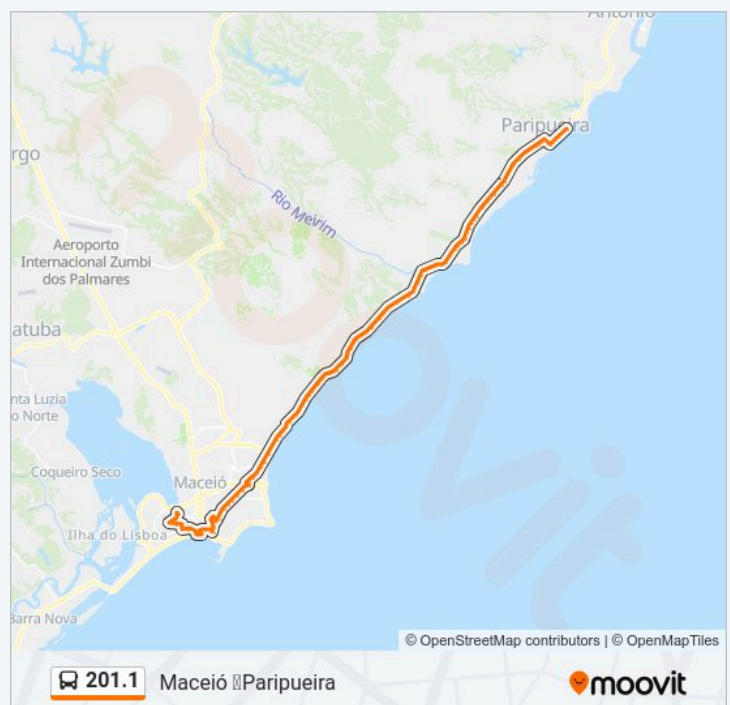 Antônio
Paripueira
rgo
Rio Meirim
Aeroporto
Internacional Zumbi
dos Palmares
atuba
nta Luzia
o Norte
Coqueiro Seco
Maceió
Ilha do Lisboa
Barra Nova
moovit
© OpenStreetMap contributors | © OpenMapTiles
201.1 Maceió Paripueira
moovit